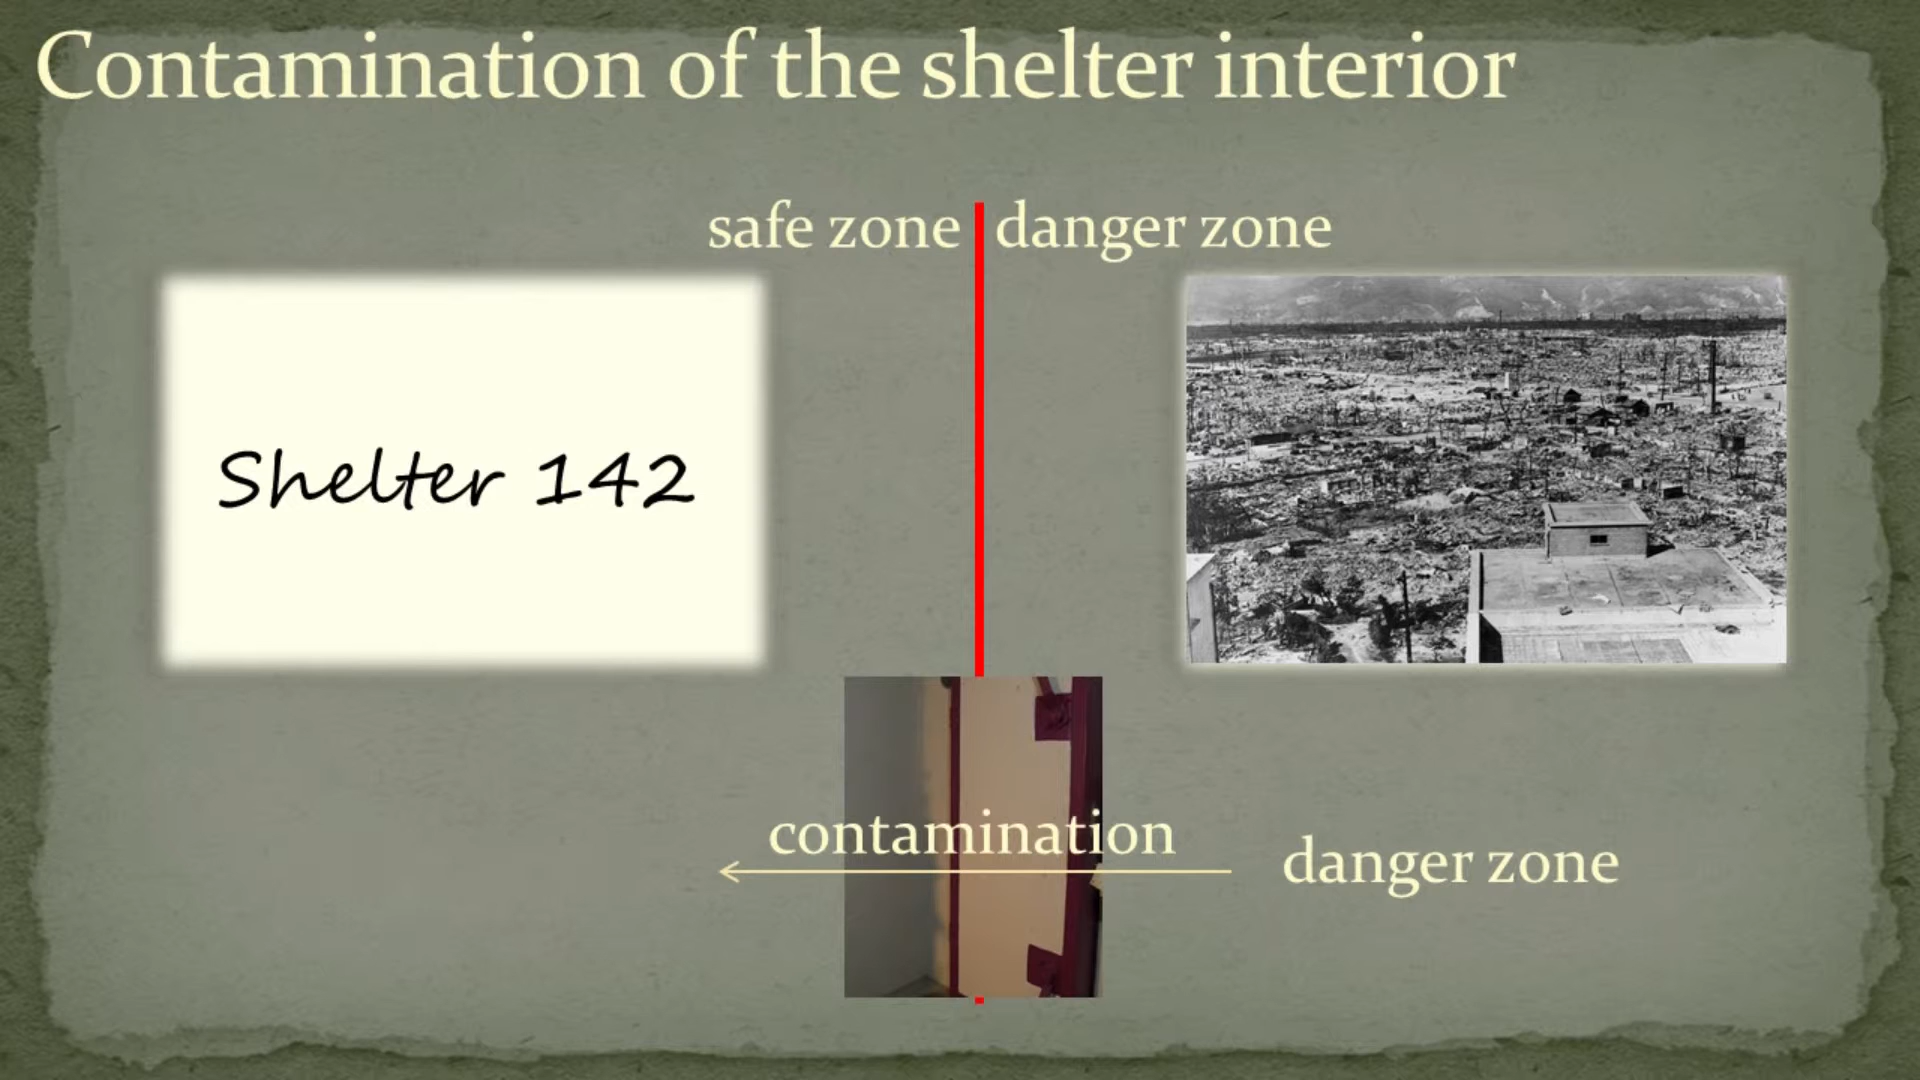 Contamination of the shelter interior
safe zone
danger zone
Shelter 142
contamination
danger zone